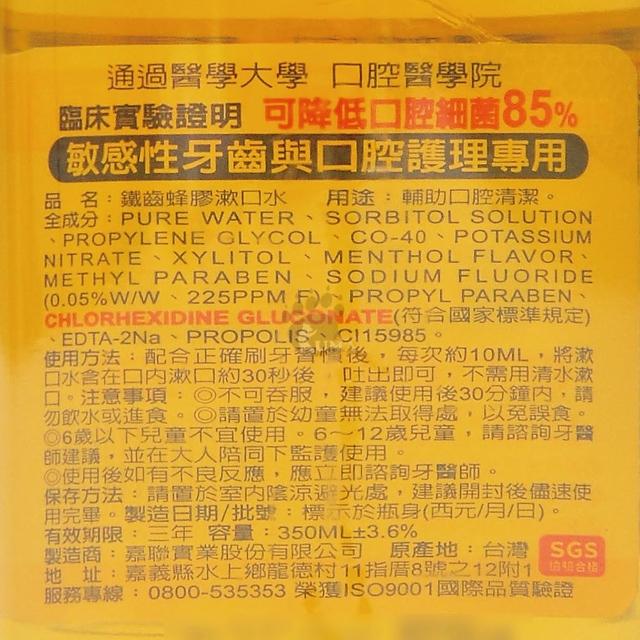 通過醫學大學 口腔醫學院
臨床實驗證明 可降低口腔細菌85%
敏感性牙齒與口腔護理專用
品 名：鐵齒蜂膠漱口水 用途：輔助口腔清潔。
全成分：PURE WATER、SORBITOL SOLUTION
、PROPYLENE GLYCOL、CO-40、POTASSIUM
NITRATE、XYLITOL、MENTHOL FLAVOR、
METHYL PARABEN、SODIUM FLUORIDE
(0.05%W/W、225PPM F)、PROPYL PARABEN、
CHLORHEXIDINE GLUCONATE(符合國家標準規定)
、EDTA-2Na、PROPOLIS、CI15985。
使用方法：配合正確刷牙習慣後，每次約10ML，將漱
口水含在口內漱口約30秒後，吐出即可，不需用清水漱
口。注意事項：◎不可吞服，建議使用後30分鐘內，請
勿飲水或進食。◎請置於幼童無法取得處，以免誤食。
◎6歲以下兒童不宜使用。6～12歲兒童，請諮詢牙醫
師建議，並在大人陪同下監護使用。
◎使用後如有不良反應，應立即諮詢牙醫師。
保存方法：請置於室內陰涼避光處，建議開封後儘速使
用完畢。製造日期/批號：標示於瓶身(西元/月/日)。
有效期限：三年 容量：350ML±3.6%
製造商：嘉聯實業股份有限公司 原產地：台灣
SGS
檢驗合格
地 址：嘉義縣水上鄉龍德村11指厝8號之12附1
服務專線：0800-535353 榮獲ISO9001國際品質驗證